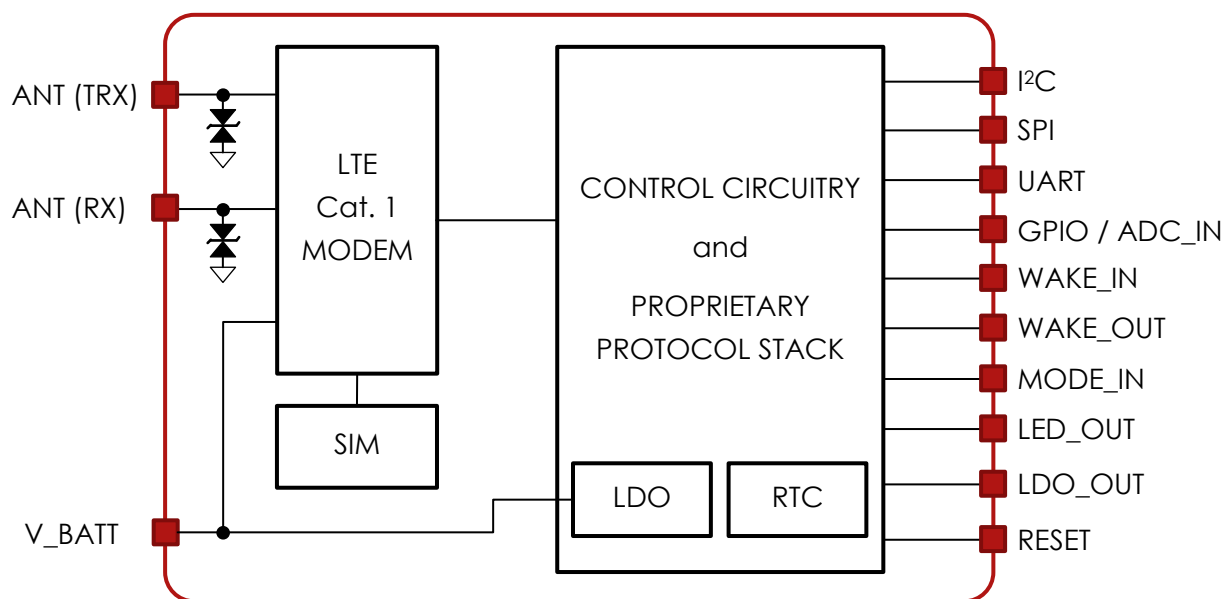 ANT (TRX)
ANT (RX)
V_BATT
LTE
Cat. 1
MODEM
SIM
CONTROL CIRCUITRY
and
PROPRIETARY
PROTOCOL STACK
LDO
RTC
I²C
SPI
UART
GPIO / ADC_IN
WAKE_IN
WAKE_OUT
MODE_IN
LED_OUT
LDO_OUT
RESET